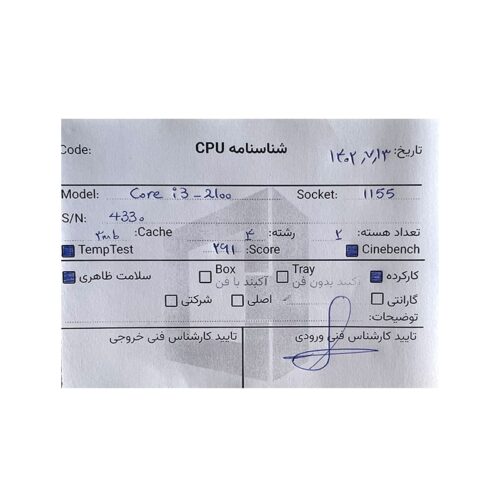 Code: شناسنامه CPU تاریخ: ۱۴۰۲/۷/۱۳
Model: Core i3-2100 Socket: 1155
S/N: 4330
تعداد هسته: ۲ رشته: ۴ Cache: ۳mb
TempTest ۲۹۱ :Score Cinebench
کارکرده Tray آکبند بدون فن Box آکبند با فن سلامت ظاهری
گارانتی اصلی شرکتی
توضیحات:
تایید کارشناس فنی ورودی تایید کارشناس فنی خروجی